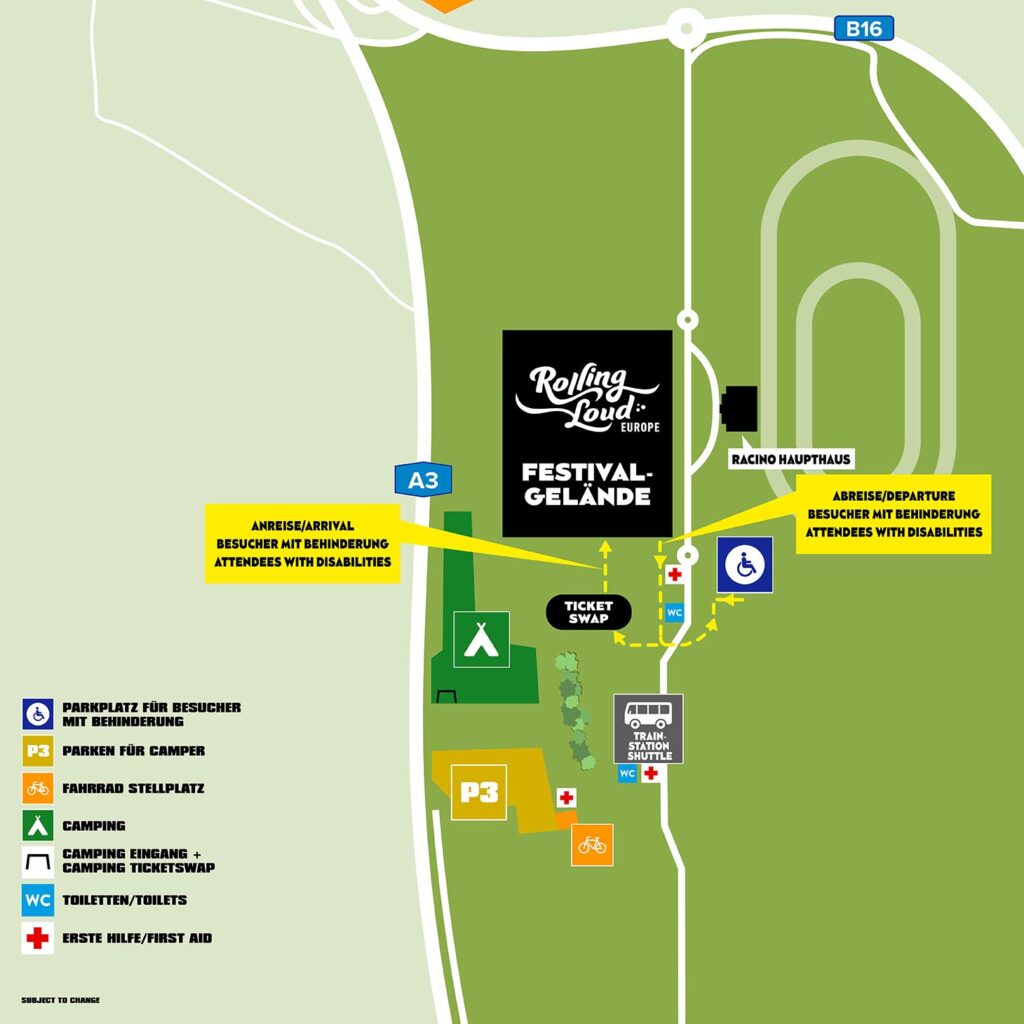 B16
Rolling
Loud
EUROPE
FESTIVAL-
GELÄNDE
RACINO HAUPTHAUS
A3
ANREISE/ARRIVAL
BESUCHER MIT BEHINDERUNG
ATTENDEES WITH DISABILITIES
ABREISE/DEPARTURE
BESUCHER MIT BEHINDERUNG
ATTENDEES WITH DISABILITIES
TICKET
SWAP
WC
TRAIN-
STATION
SHUTTLE
WC
P3
PARKPLATZ FÜR BESUCHER
MIT BEHINDERUNG
P3 PARKEN FÜR CAMPER
FAHRRAD STELLPLATZ
CAMPING
CAMPING EINGANG +
CAMPING TICKETSWAP
WC TOILETTEN/TOILETS
ERSTE HILFE/FIRST AID
SUBJECT TO CHANGE